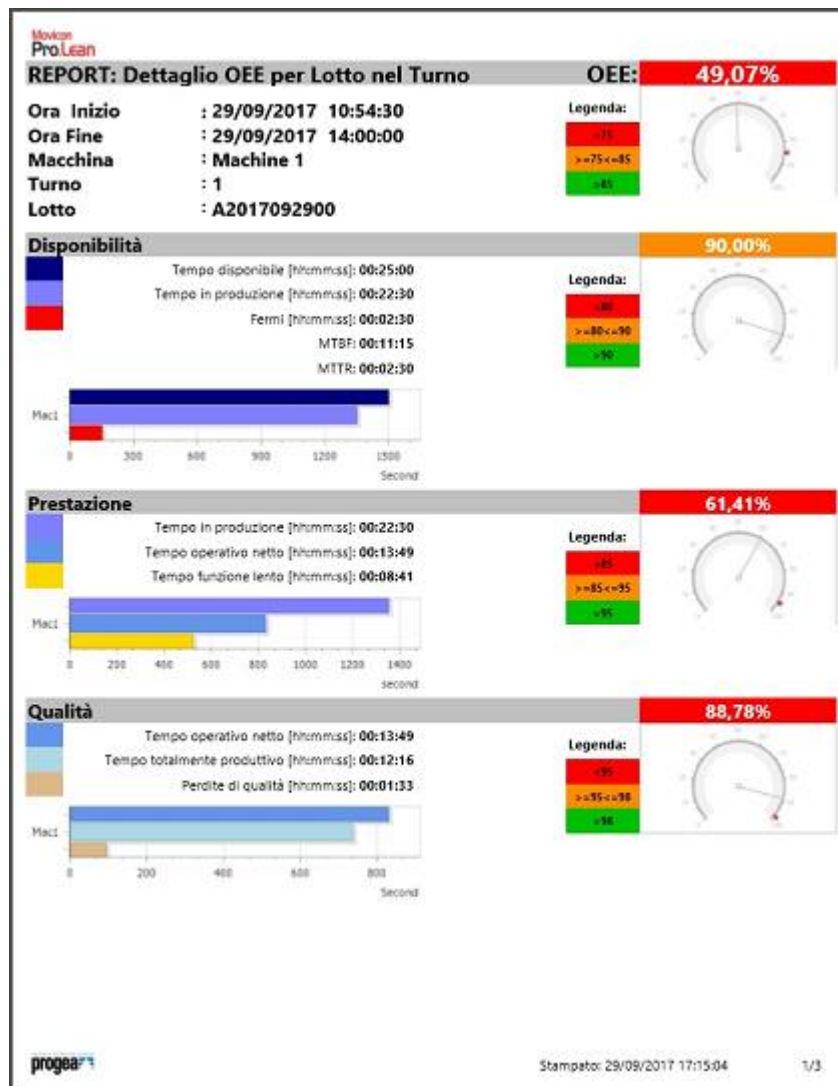 Movicon
Pro.Lean
REPORT: Dettaglio OEE per Lotto nel Turno OEE: 49,07%
Ora Inizio : 29/09/2017 10:54:30
Ora Fine : 29/09/2017 14:00:00
Macchina : Machine 1
Turno : 1
Lotto : A2017092900
Legenda:
<75
>=75<=85
>85
Disponibilità 90,00%
Tempo disponibile [hh:mm:ss]: 00:25:00
Tempo in produzione [hh:mm:ss]: 00:22:30
Fermi [hh:mm:ss]: 00:02:30
MTBF: 00:11:15
MTTR: 00:02:30
Legenda:
<80
>=80<=90
>90
Mac1
0 300 600 900 1200 1500
Second
Prestazione 61,41%
Tempo in produzione [hh:mm:ss]: 00:22:30
Tempo operativo netto [hh:mm:ss]: 00:13:49
Tempo funzione lento [hh:mm:ss]: 00:08:41
Legenda:
<85
>=85<=95
>95
Mac1
0 200 400 600 800 1000 1200 1400
second
Qualità 88,78%
Tempo operativo netto [hh:mm:ss]: 00:13:49
Tempo totalmente produttivo [hh:mm:ss]: 00:12:16
Perdite di qualità [hh:mm:ss]: 00:01:33
Legenda:
<95
>=95<=98
>98
Mac1
0 200 400 600 800
Second
progea
Stampato: 29/09/2017 17:15:04 1/3